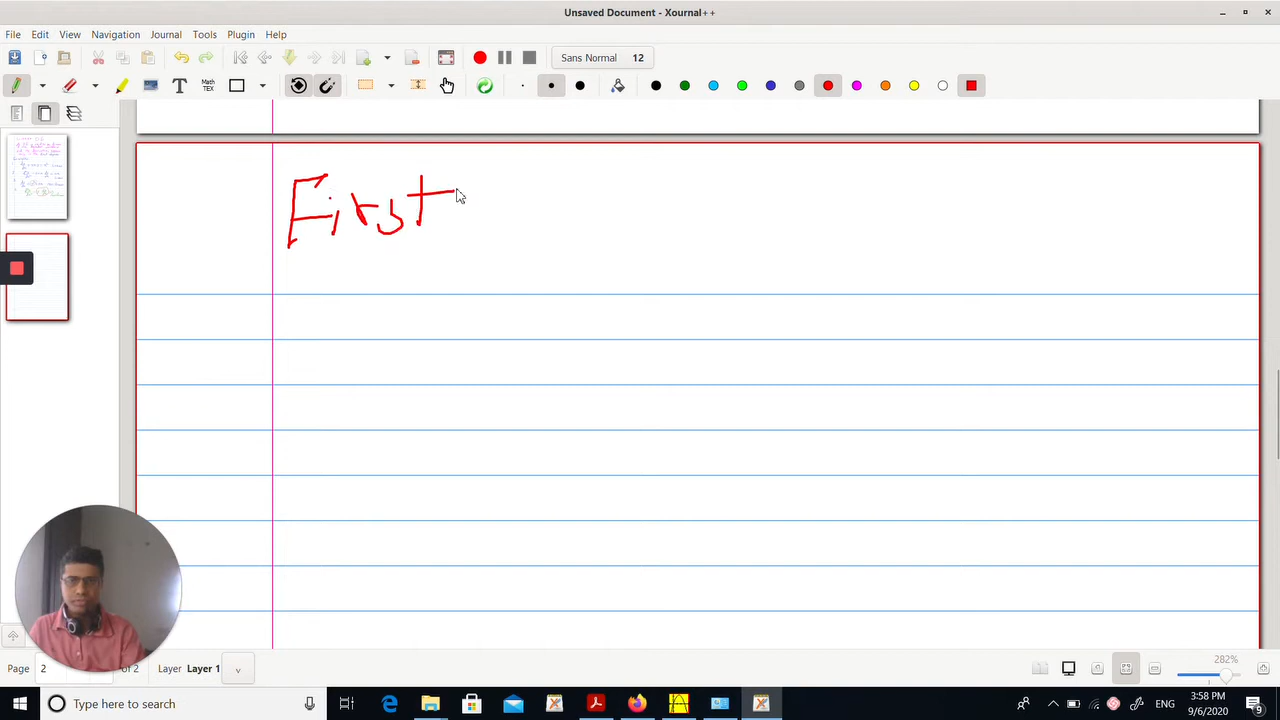 Unsaved Document - Xournal++
File Edit View Navigation Journal Tools Plugin Help
Sans Normal 12
First
Page 2 of 2 Layer Layer 1
282%
Type here to search
ENG
3:58 PM
9/6/2020